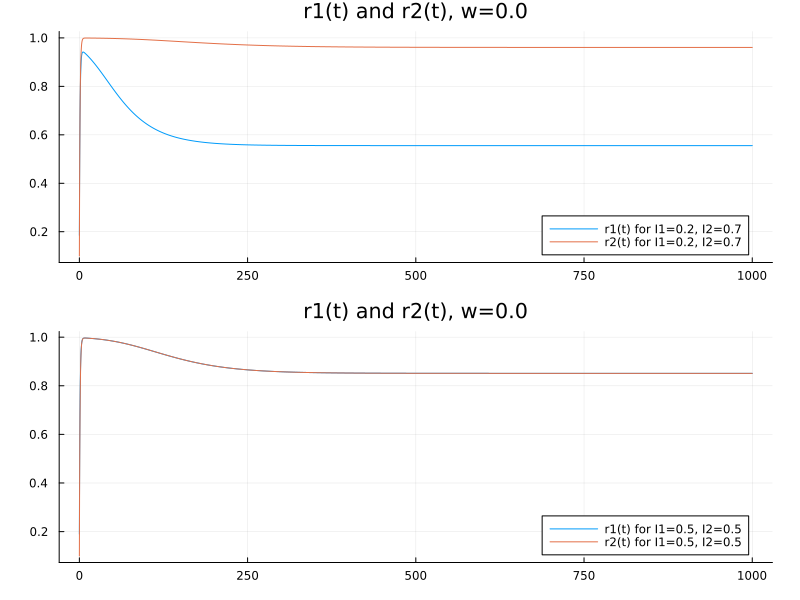 r1(t) and r2(t), w=0.0
1.0
0.8
0.6
0.4
0.2
r1(t) for I1=0.2, I2=0.7
r2(t) for I1=0.2, I2=0.7
0 250 500 750 1000
r1(t) and r2(t), w=0.0
1.0
0.8
0.6
0.4
0.2
r1(t) for I1=0.5, I2=0.5
r2(t) for I1=0.5, I2=0.5
0 250 500 750 1000